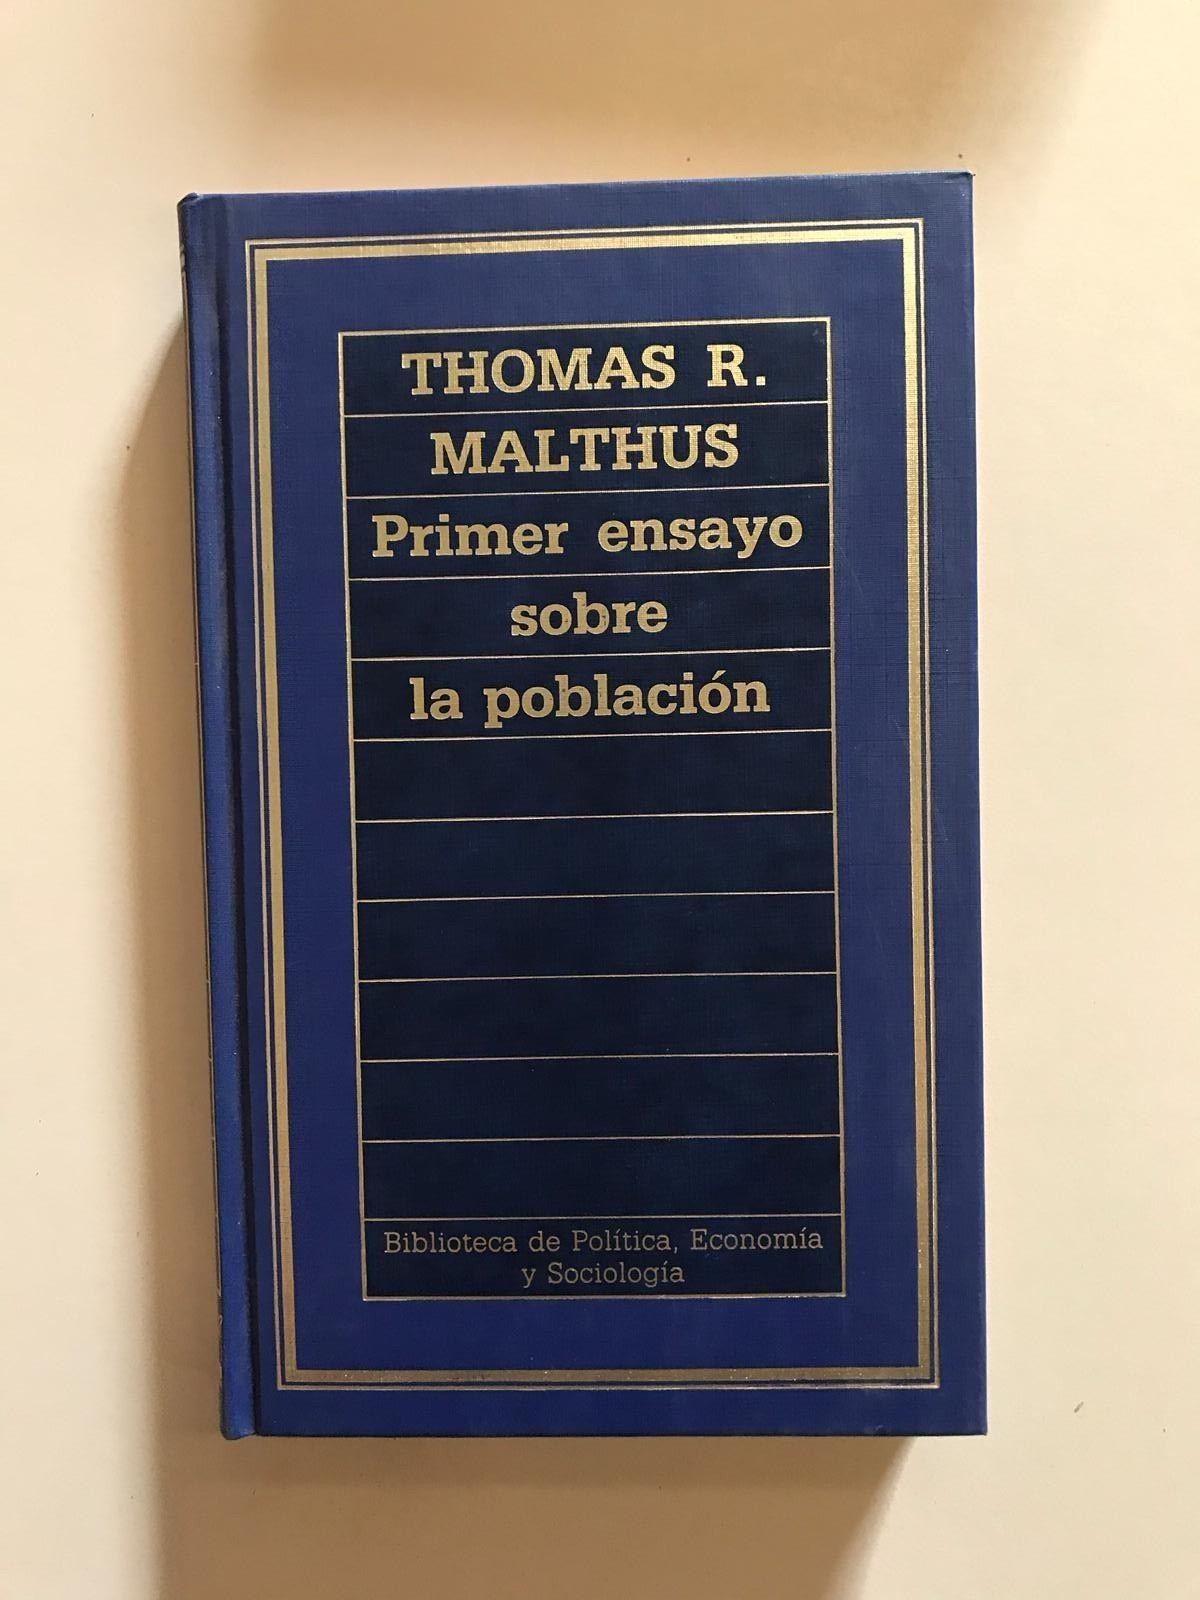 THOMAS R.
MALTHUS
Primer ensayo
sobre
la población
Biblioteca de Política, Economía
y Sociología